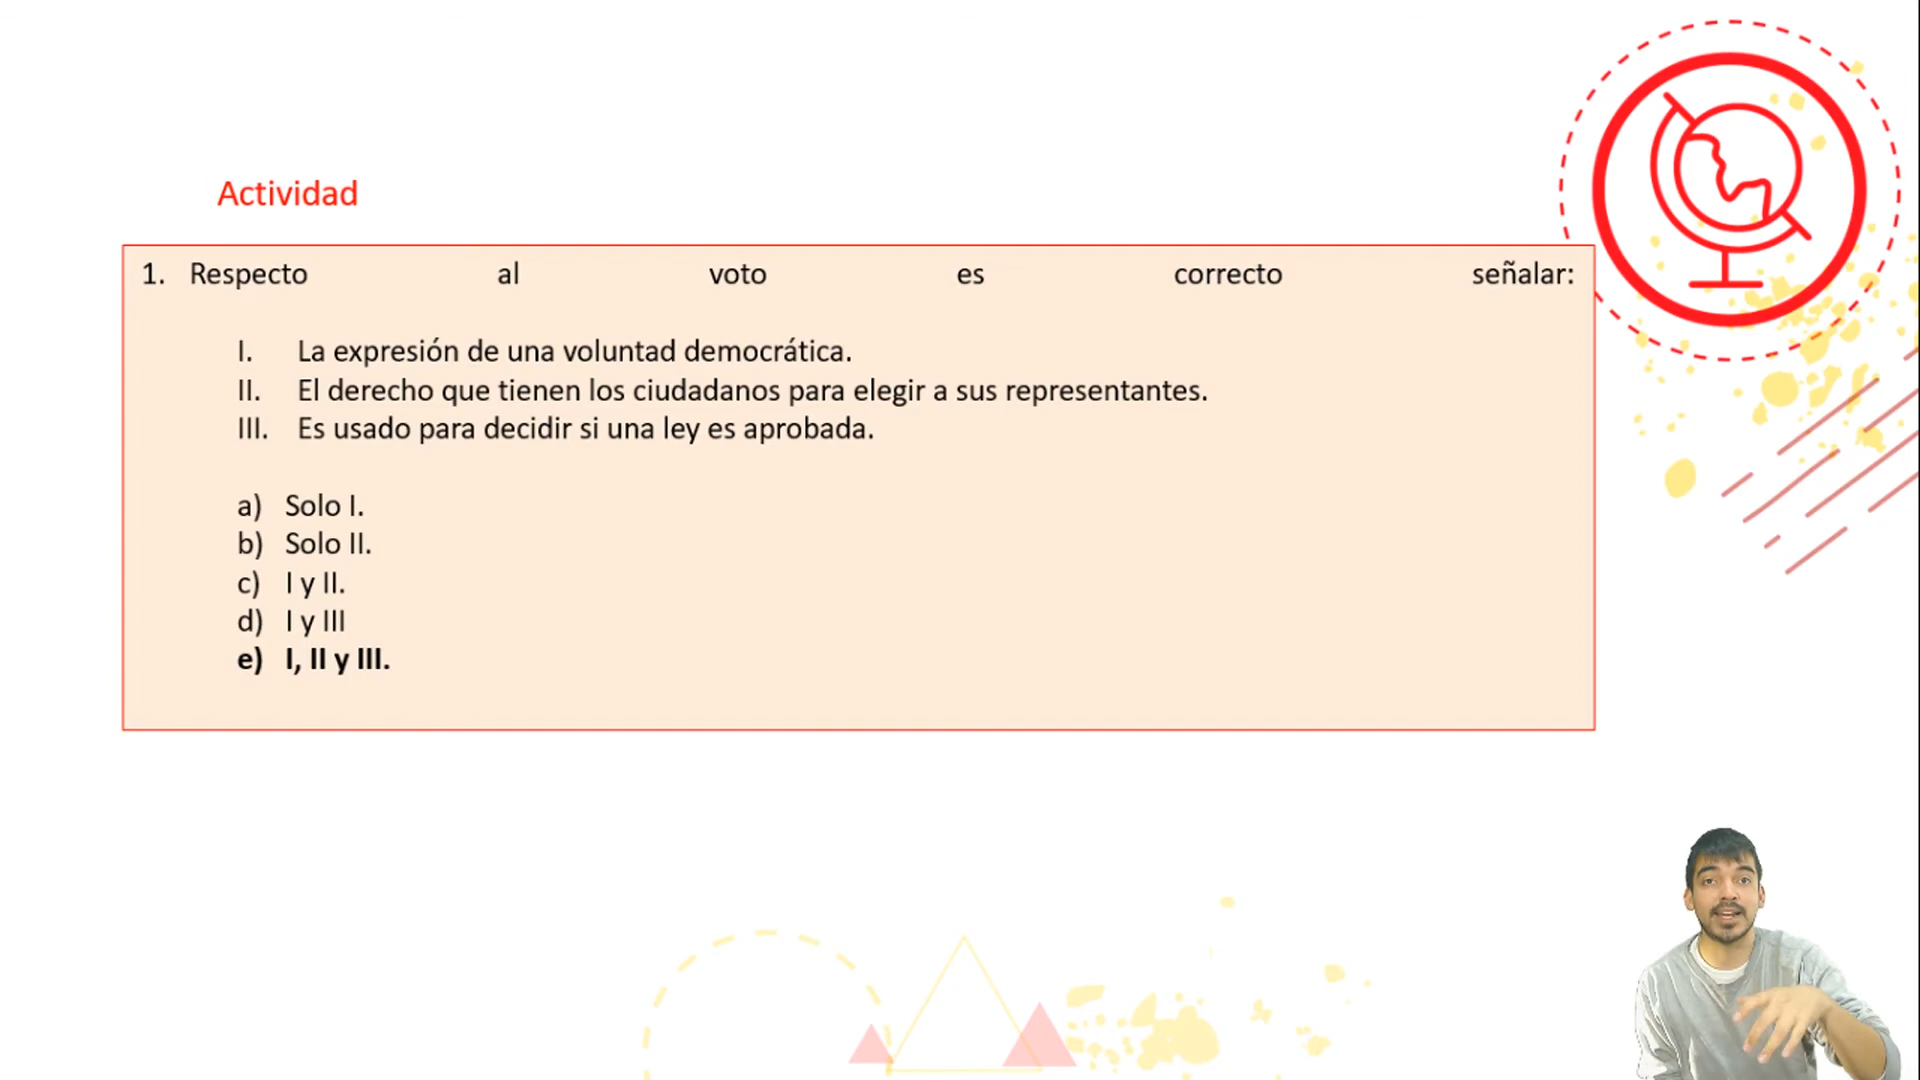 Actividad
1. Respecto al voto es correcto señalar:
I. La expresión de una voluntad democrática.
II. El derecho que tienen los ciudadanos para elegir a sus representantes.
III. Es usado para decidir si una ley es aprobada.
a) Solo I.
b) Solo II.
c) I y II.
d) I y III
e) I, II y III.